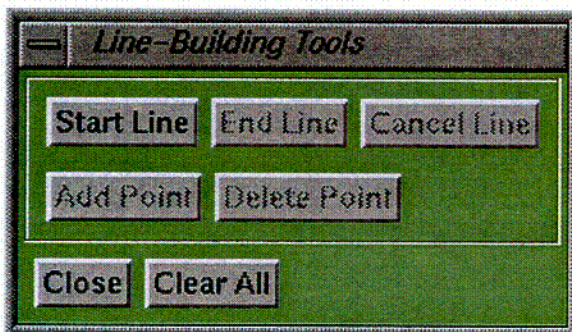 Line-Building Tools
Start Line End Line Cancel Line
Add Point Delete Point
Close Clear All